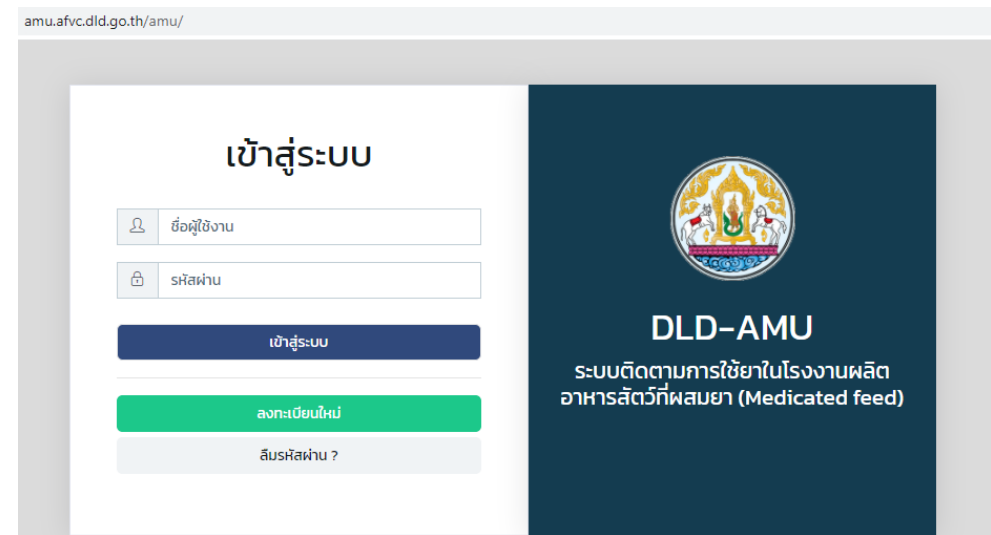 amu.afvc.dld.go.th/amu/
เข้าสู่ระบบ
ชื่อผู้ใช้งาน
รหัสผ่าน
เข้าสู่ระบบ
ลงทะเบียนใหม่
ลืมรหัสผ่าน ?
DLD-AMU
ระบบติดตามการใช้ยาในโรงงานผลิต
อาหารสัตว์ที่ผสมยา (Medicated feed)